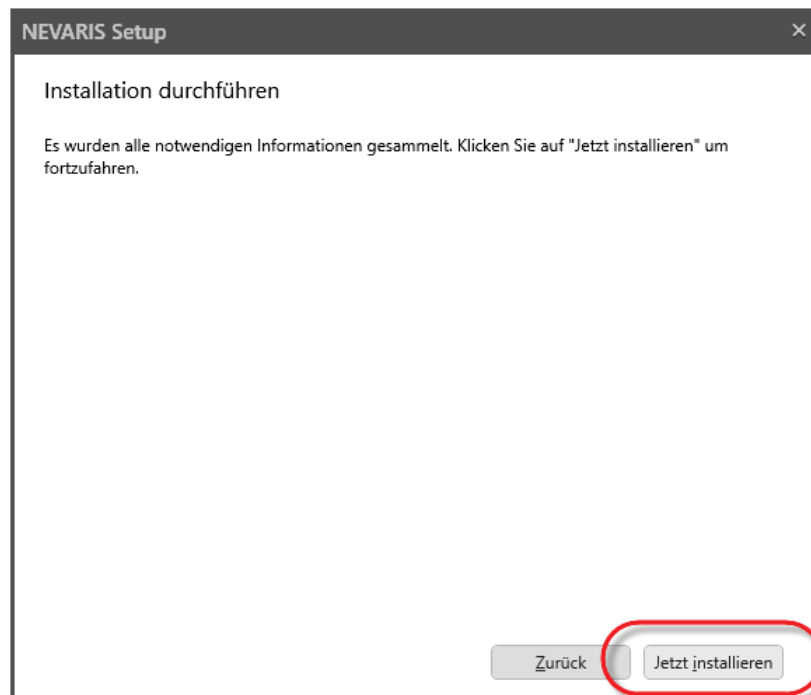 NEVARIS Setup
Installation durchführen
Es wurden alle notwendigen Informationen gesammelt. Klicken Sie auf "Jetzt installieren" um
fortzufahren.
Zurück
Jetzt installieren